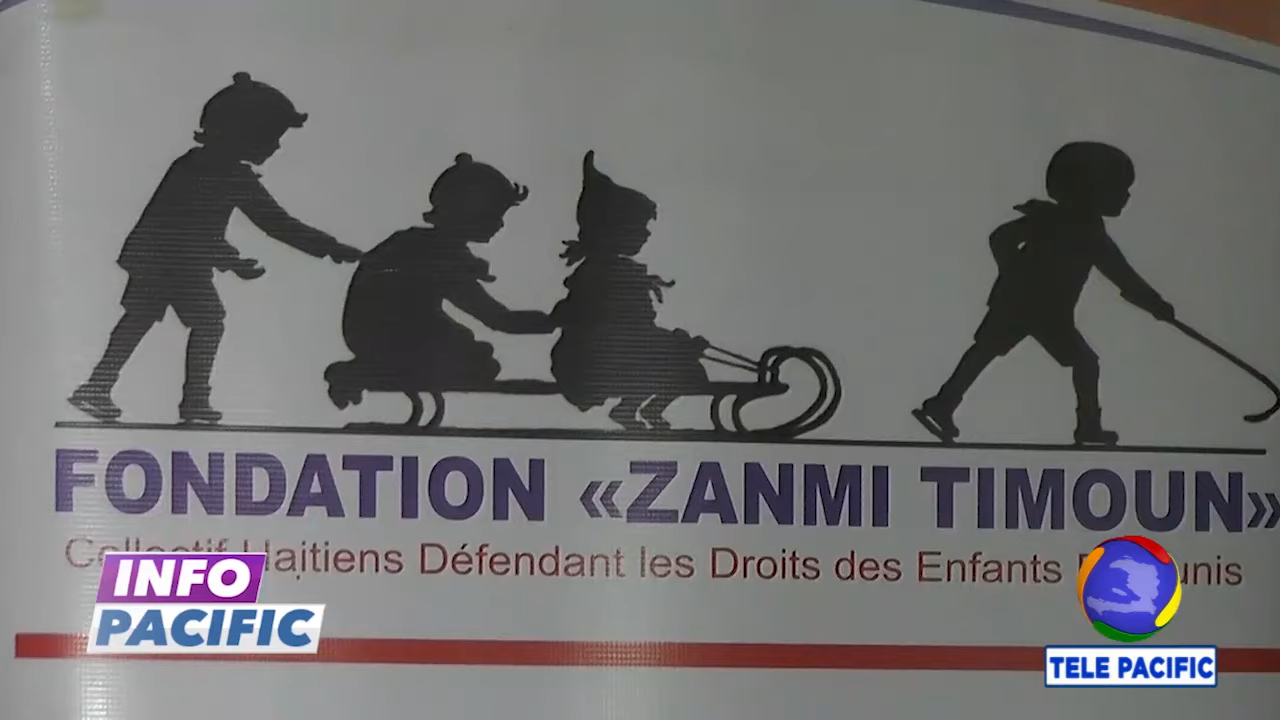 FONDATION «ZANMI TIMOUN»
Haitiens Défendant les Droits des Enfants
INFO
PACIFIC
TELE PACIFIC